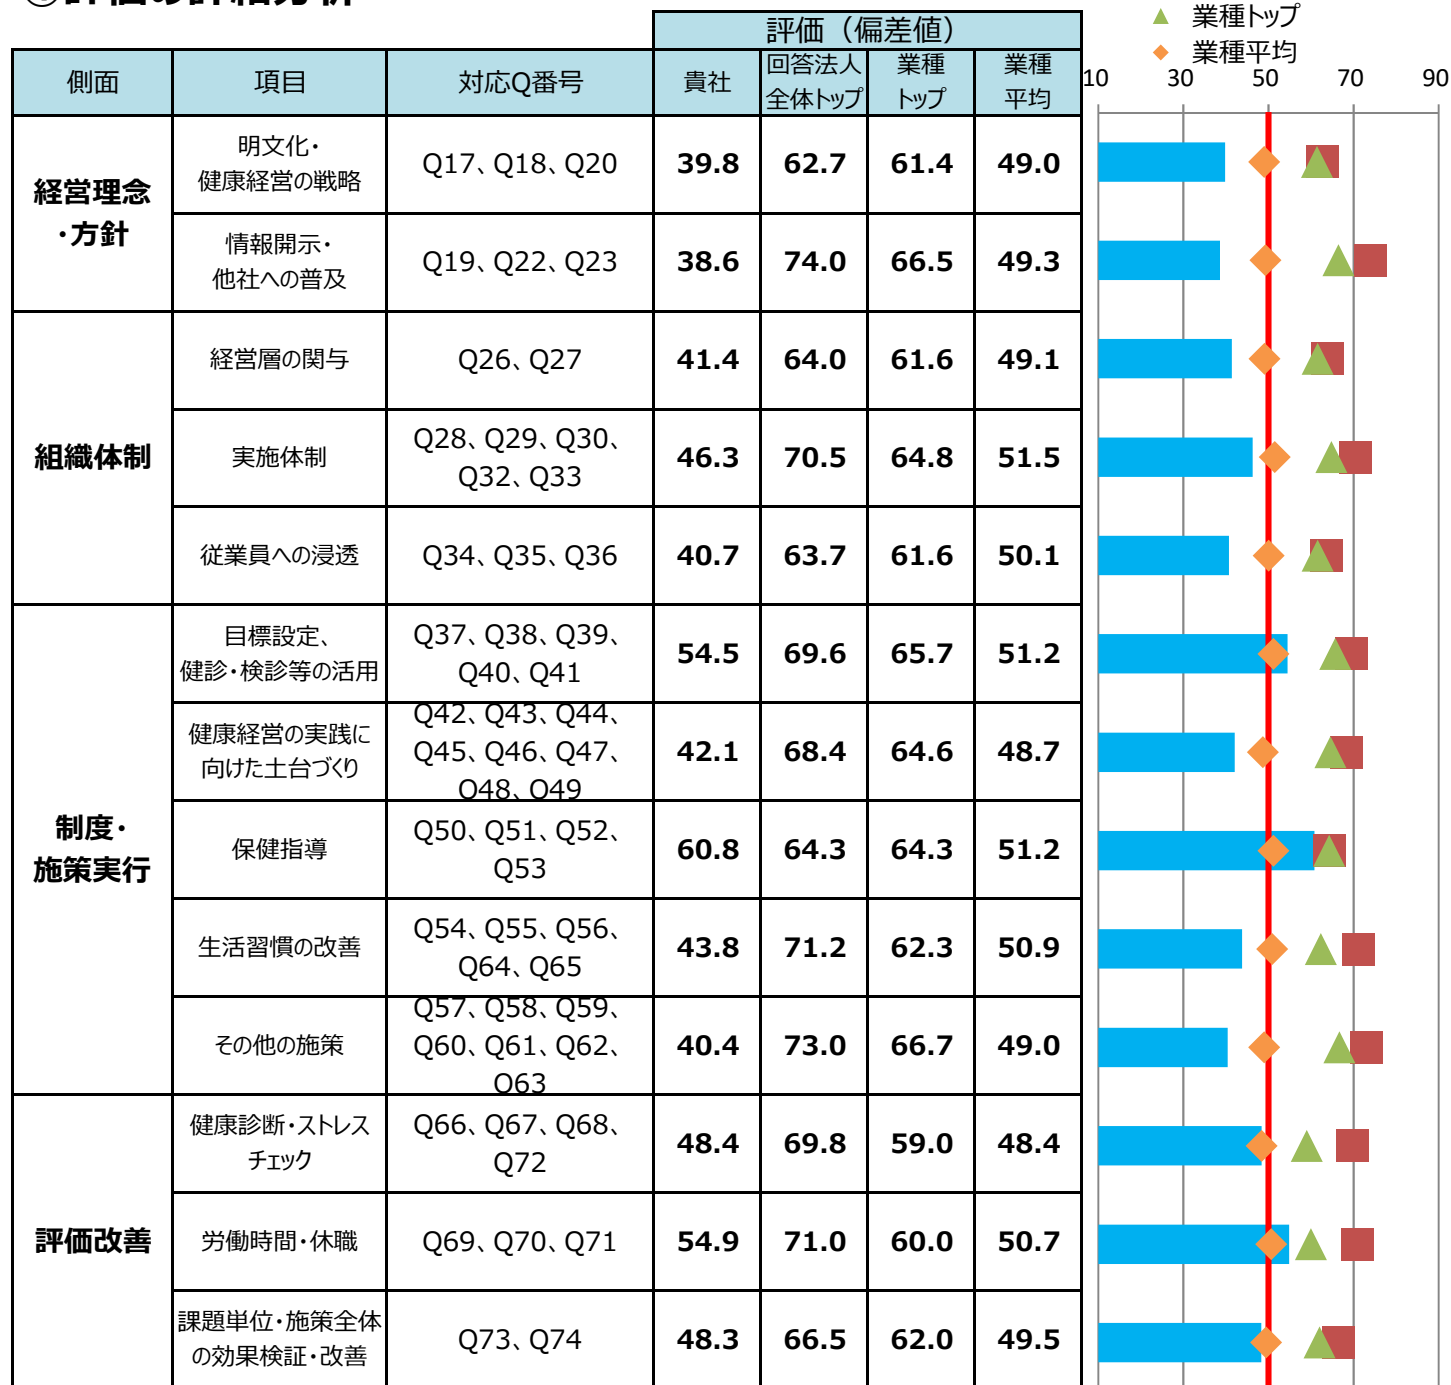 ▲ 業種トップ
◆ 業種平均
評価（偏差値）
側面 項目 対応Q番号 貴社 回答法人 業種 業種
全体トップ トップ 平均
10 30 50 70 90
経営理念
・方針
明文化・
健康経営の戦略
Q17、Q18、Q20 39.8 62.7 61.4 49.0
情報開示・
他社への普及
Q19、Q22、Q23 38.6 74.0 66.5 49.3
組織体制
経営層の関与 Q26、Q27 41.4 64.0 61.6 49.1
実施体制
Q28、Q29、Q30、
Q32、Q33
46.3 70.5 64.8 51.5
従業員への浸透 Q34、Q35、Q36 40.7 63.7 61.6 50.1
制度・
施策実行
目標設定、
健診・検診等の活用
Q37、Q38、Q39、
Q40、Q41
54.5 69.6 65.7 51.2
健康経営の実践に
向けた土台づくり
Q42、Q43、Q44、
Q45、Q46、Q47、
Q48、Q49
42.1 68.4 64.6 48.7
保健指導
Q50、Q51、Q52、
Q53
60.8 64.3 64.3 51.2
生活習慣の改善
Q54、Q55、Q56、
Q64、Q65
43.8 71.2 62.3 50.9
その他の施策
Q57、Q58、Q59、
Q60、Q61、Q62、
Q63
40.4 73.0 66.7 49.0
評価改善
健康診断・ストレス
チェック
Q66、Q67、Q68、
Q72
48.4 69.8 59.0 48.4
労働時間・休職 Q69、Q70、Q71 54.9 71.0 60.0 50.7
課題単位・施策全体
の効果検証・改善
Q73、Q74 48.3 66.5 62.0 49.5